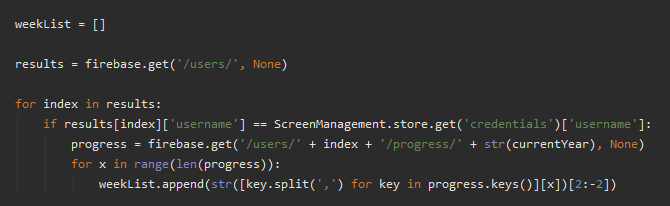 weekList = []
results = firebase.get('/users/', None)
for index in results:
if results[index]['username'] == ScreenManagement.store.get('credentials')['username']:
progress = firebase.get('/users/' + index + '/progress/' + str(currentYear), None)
for x in range(len(progress)):
weekList.append(str([key.split(',') for key in progress.keys()][x])[2:-2])